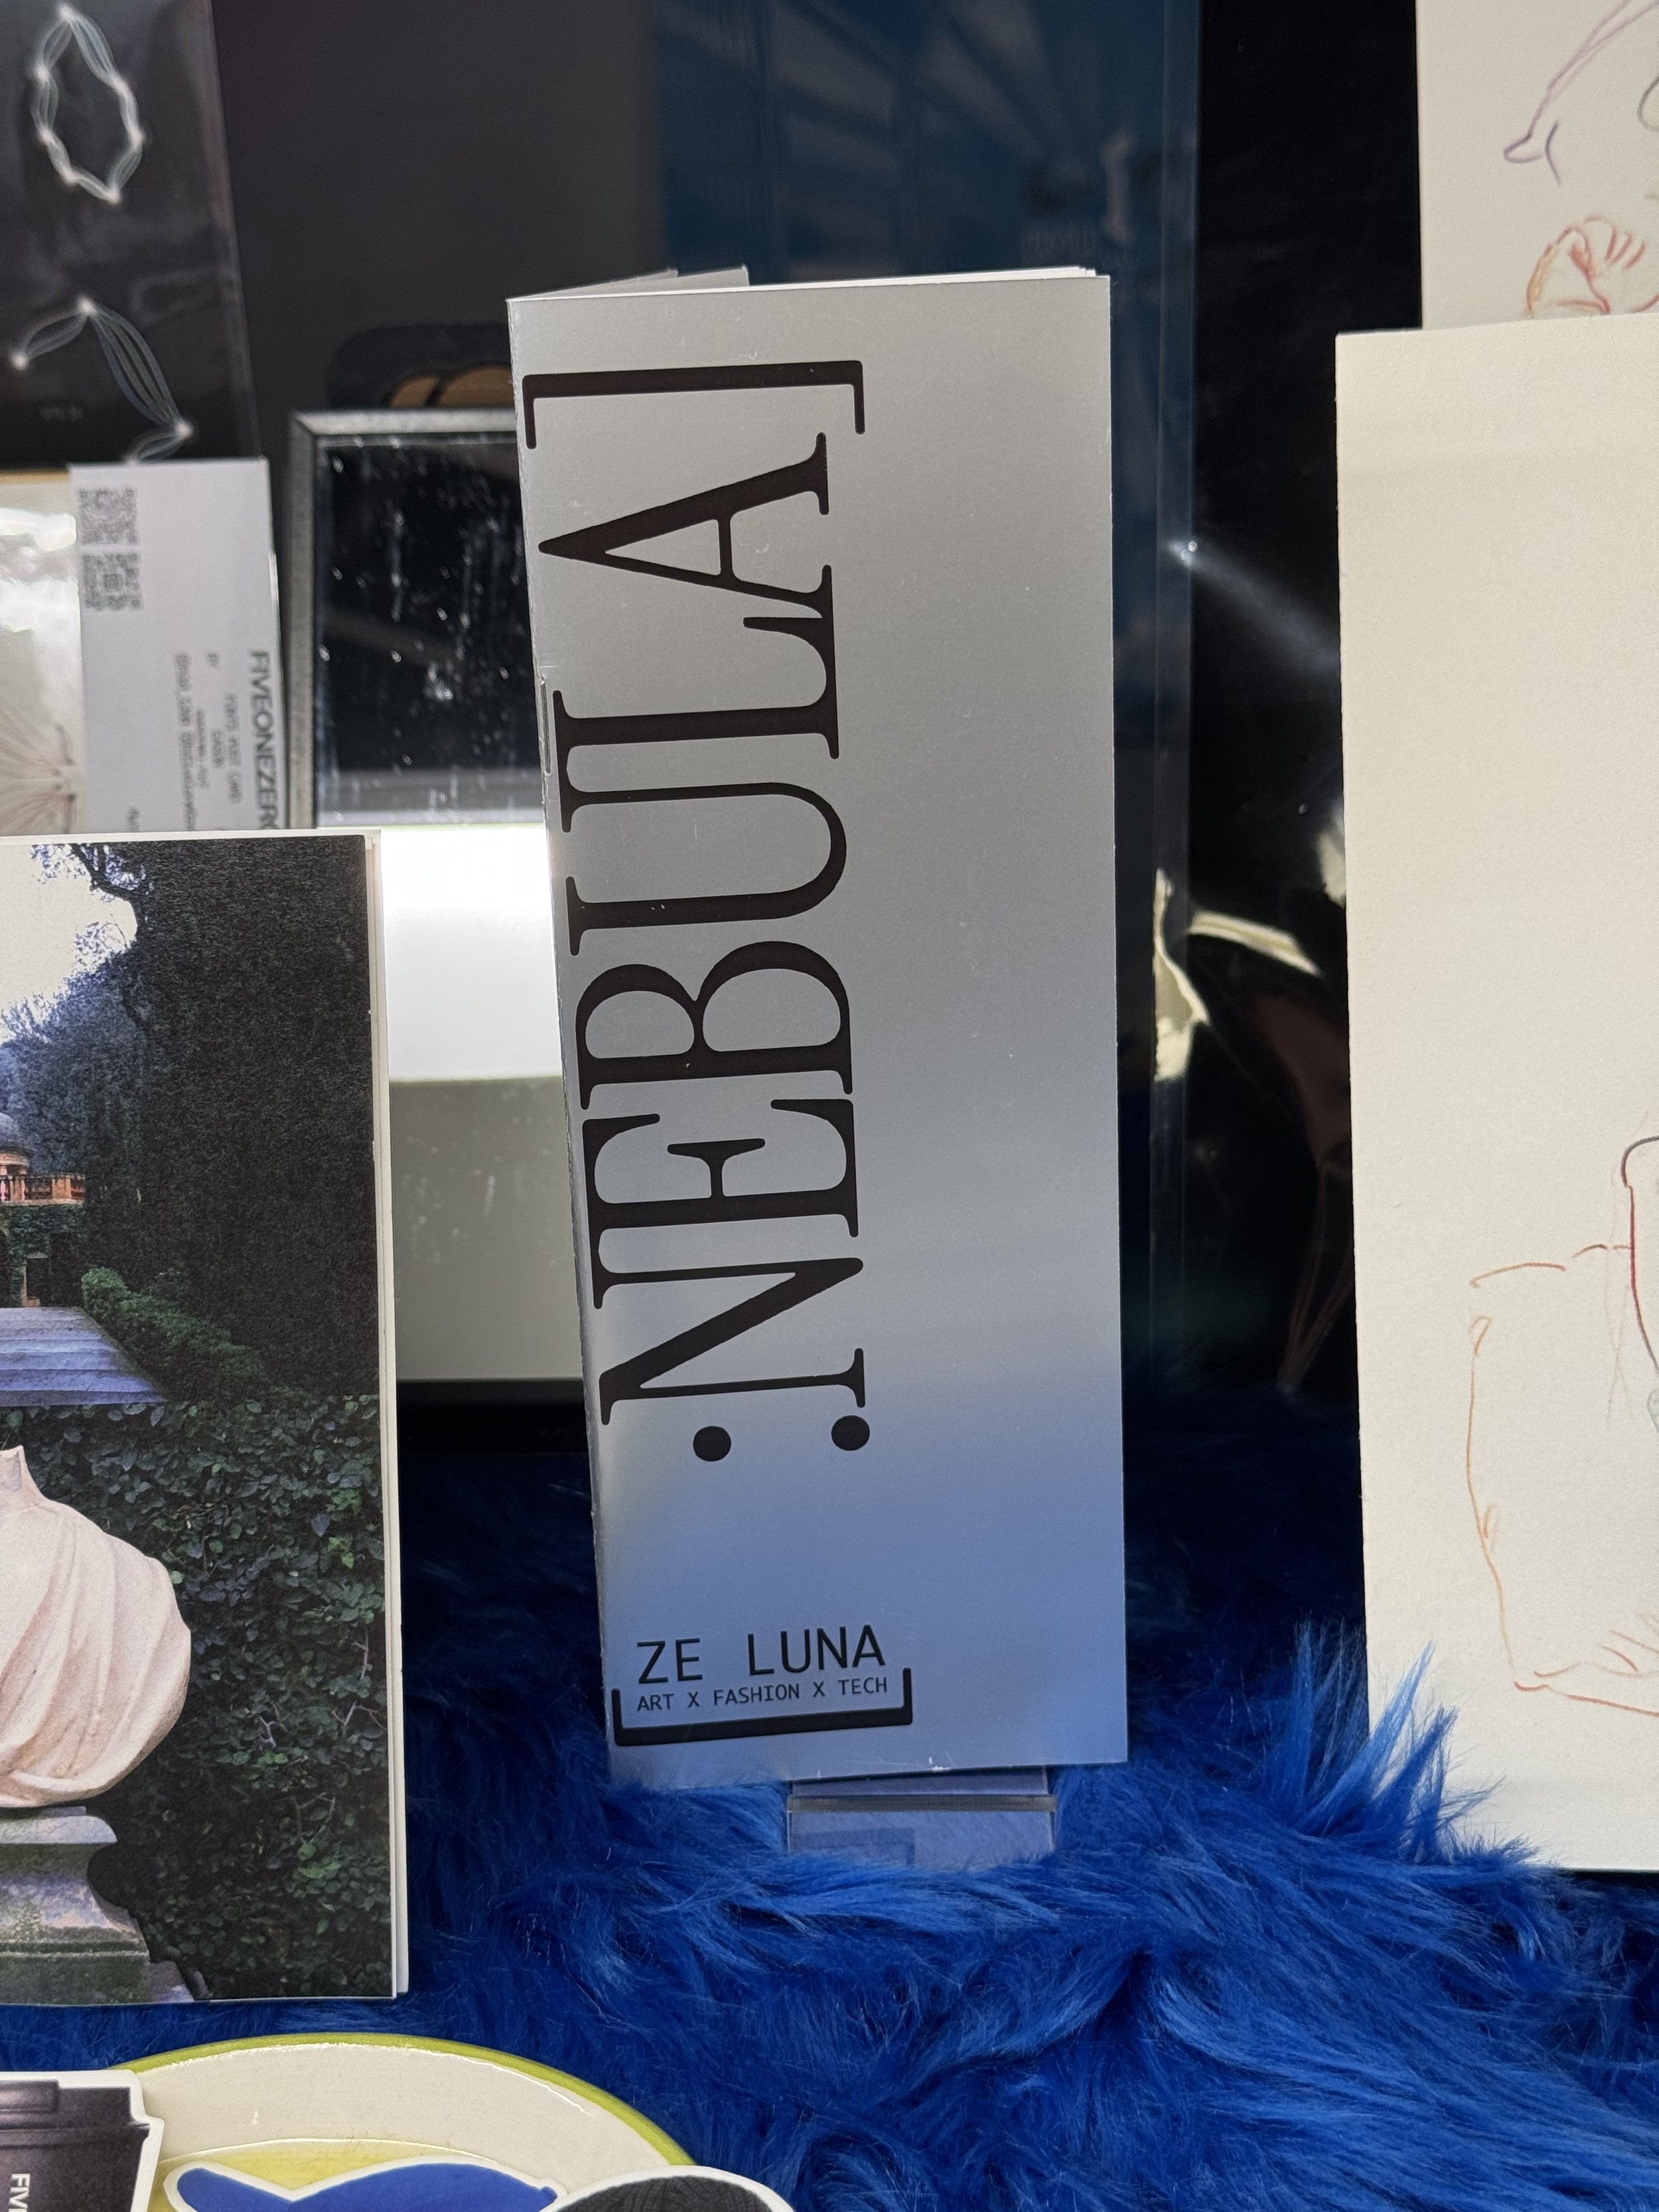 :NEBULA]
ZE LUNA
ART X FASHION X TECH
FIVEONEZERO